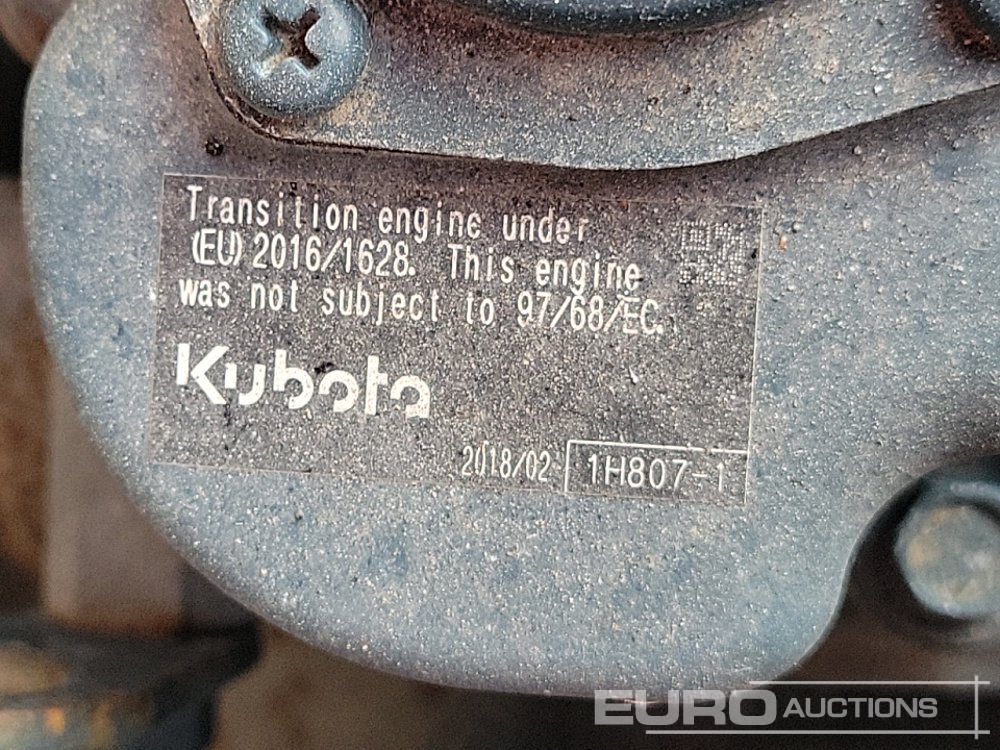 Transition engine under
(EU)2016/1628. This engine
was not subject to 97/68/EC.
Kubota
2018/02 1H807-1
EURO AUCTIONS